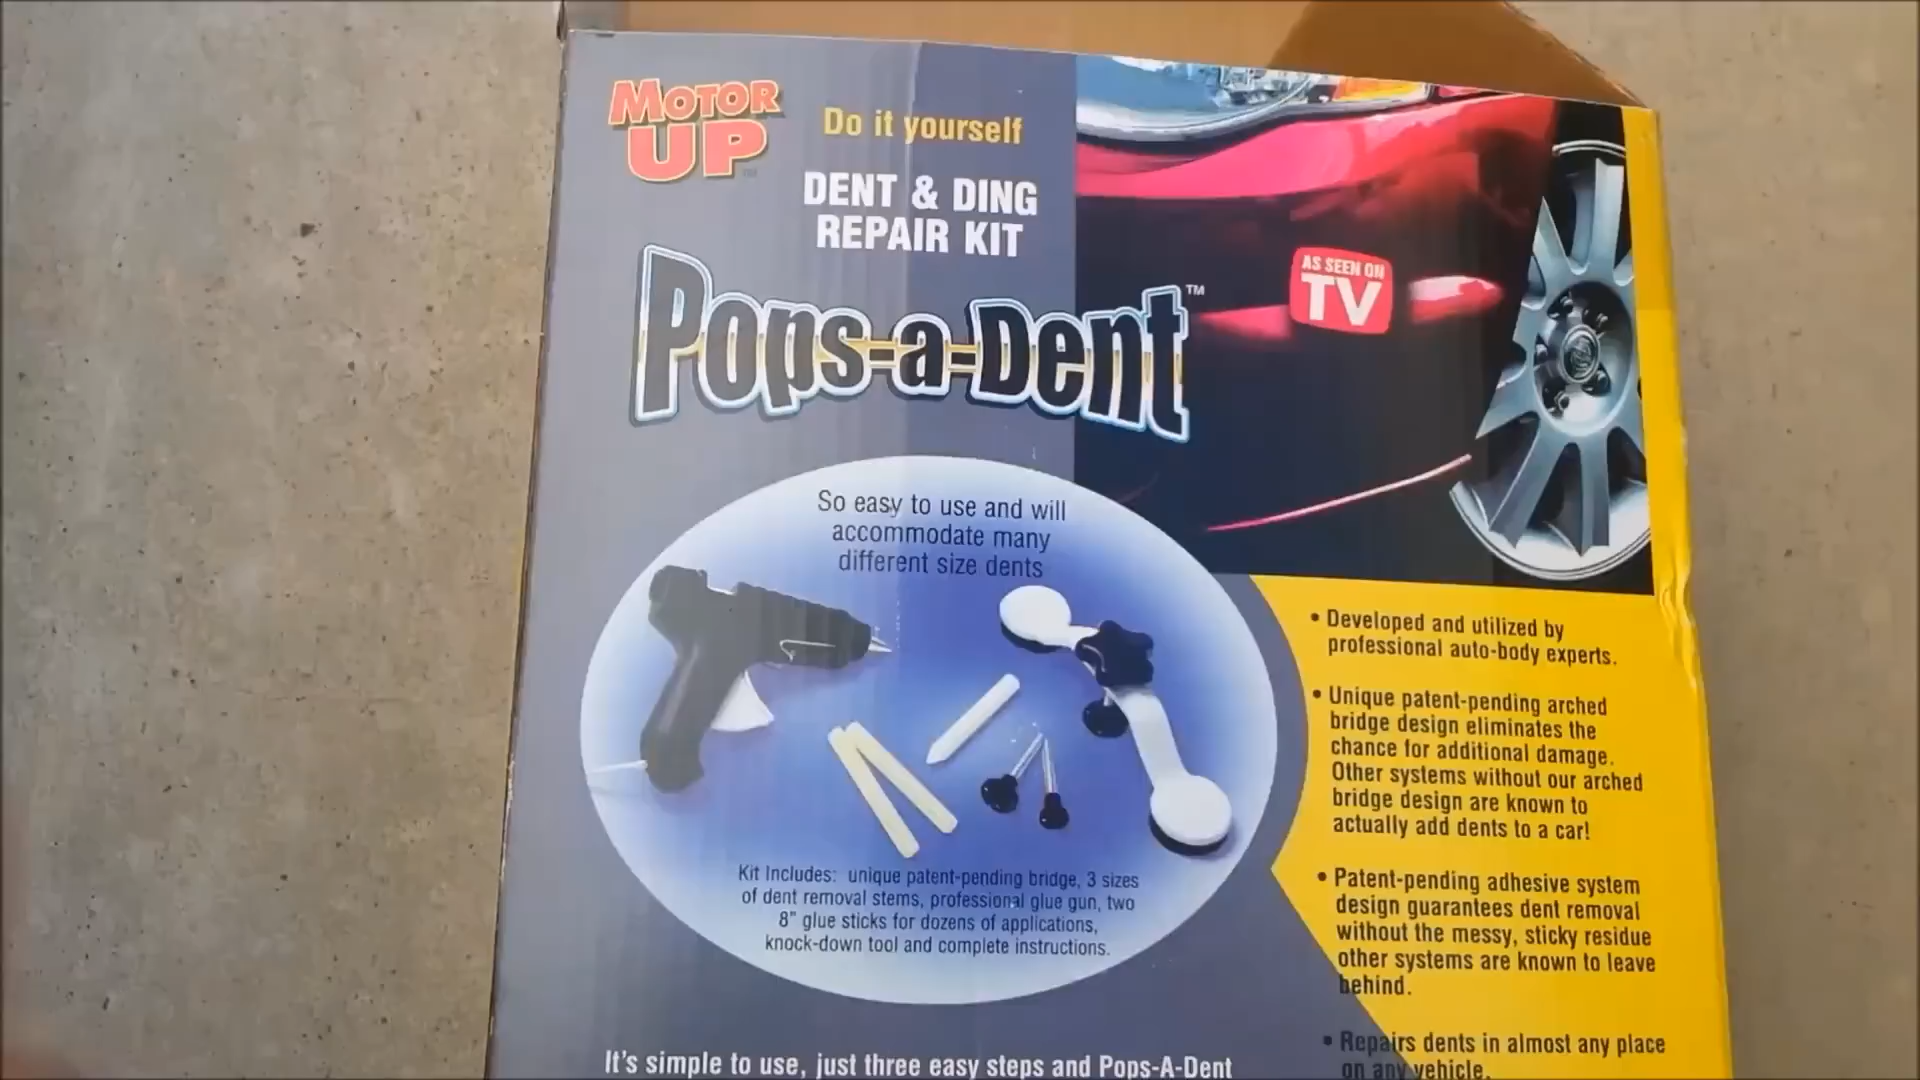 MOTOR
UP
™
Do it yourself
DENT & DING
REPAIR KIT
Pops-a-Dent™
AS SEEN ON
TV
So easy to use and will
accommodate many
different size dents
Kit Includes: unique patent-pending bridge, 3 sizes
of dent removal stems, professional glue gun, two
8" glue sticks for dozens of applications,
knock-down tool and complete instructions.
• Developed and utilized by
professional auto-body experts.
• Unique patent-pending arched
bridge design eliminates the
chance for additional damage.
Other systems without our arched
bridge design are known to
actually add dents to a car!
• Patent-pending adhesive system
design guarantees dent removal
without the messy, sticky residue
other systems are known to leave
behind.
• Repairs dents in almost any place
on any vehicle.
It's simple to use, just three easy steps and Pops-A-Dent